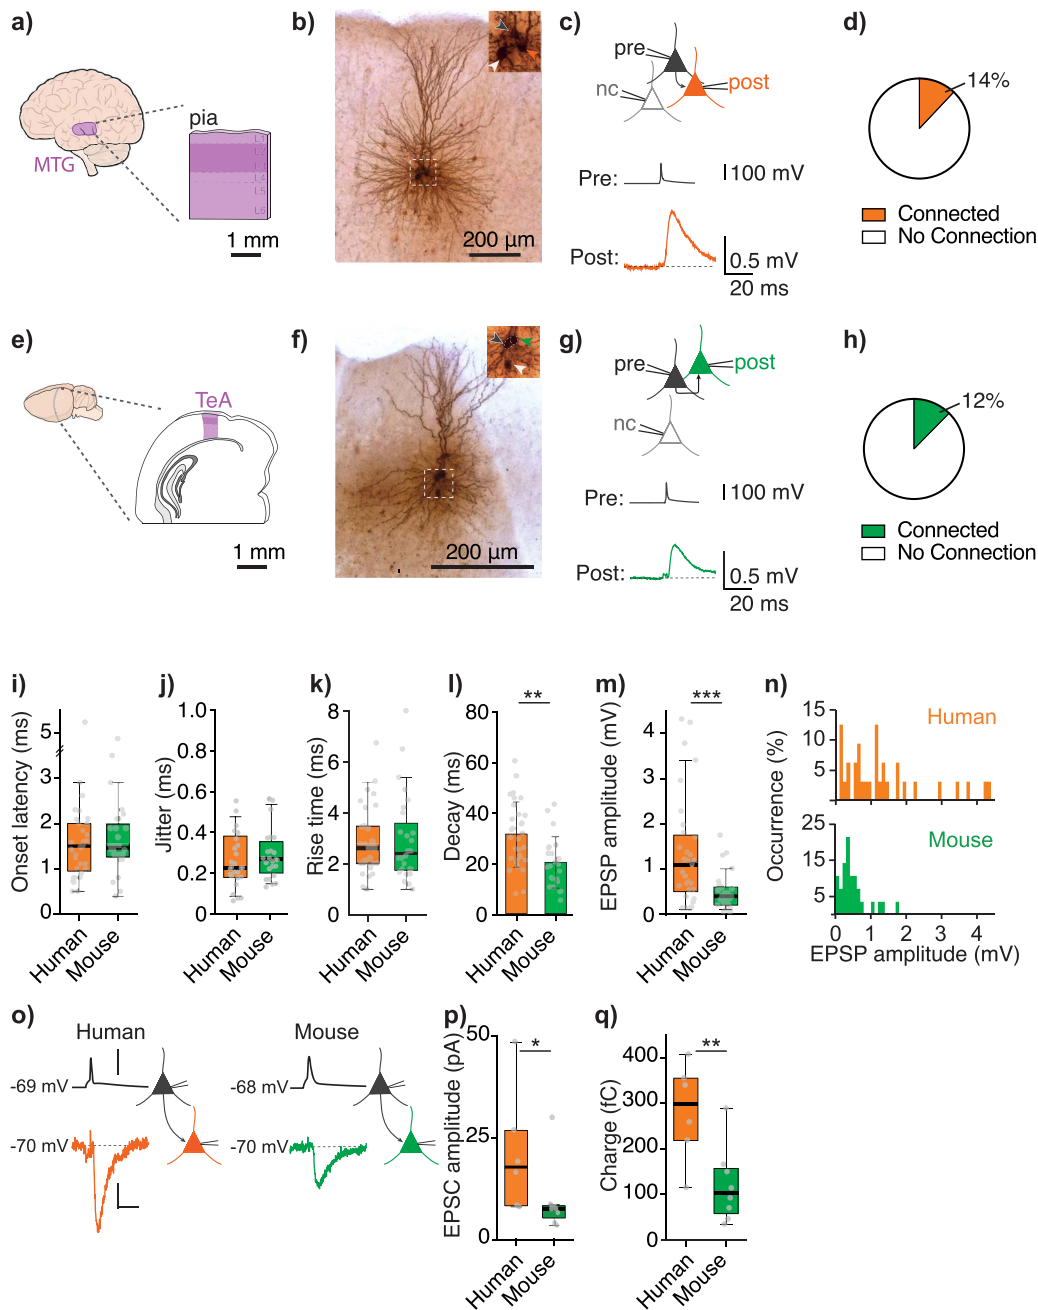 a)
b)
c)
d)
pre
post
nc
14%
pia
L1
L2
L3
L4
L5
L6
MTG
Pre:
100 mV
Connected
No Connection
1 mm
200 µm
Post:
0.5 mV
20 ms
e)
f)
g)
h)
pre
post
TeA
nc
12%
Pre:
100 mV
Connected
No Connection
1 mm
200 µm
Post:
0.5 mV
20 ms
i)
j)
k)
l)
m)
n)
Onset latency (ms)
5
3
2
1
0
Human
Mouse
Jitter (ms)
1.0
0.8
0.6
0.4
0.2
0
Human
Mouse
Rise time (ms)
8
6
4
2
0
Human
Mouse
Decay (ms)
80
60
40
20
0
**
Human
Mouse
EPSP amplitude (mV)
4
3
2
1
0
***
Human
Mouse
Occurrence (%)
15
10
5
Human
25
15
5
Mouse
0
1
2
4
EPSP amplitude (mV)
o)
p)
q)
Human
Mouse
-69 mV
-68 mV
-70 mV
-70 mV
EPSC amplitude (pA)
50
25
0
*
Human
Mouse
Charge (fC)
400
300
200
100
0
**
Human
Mouse